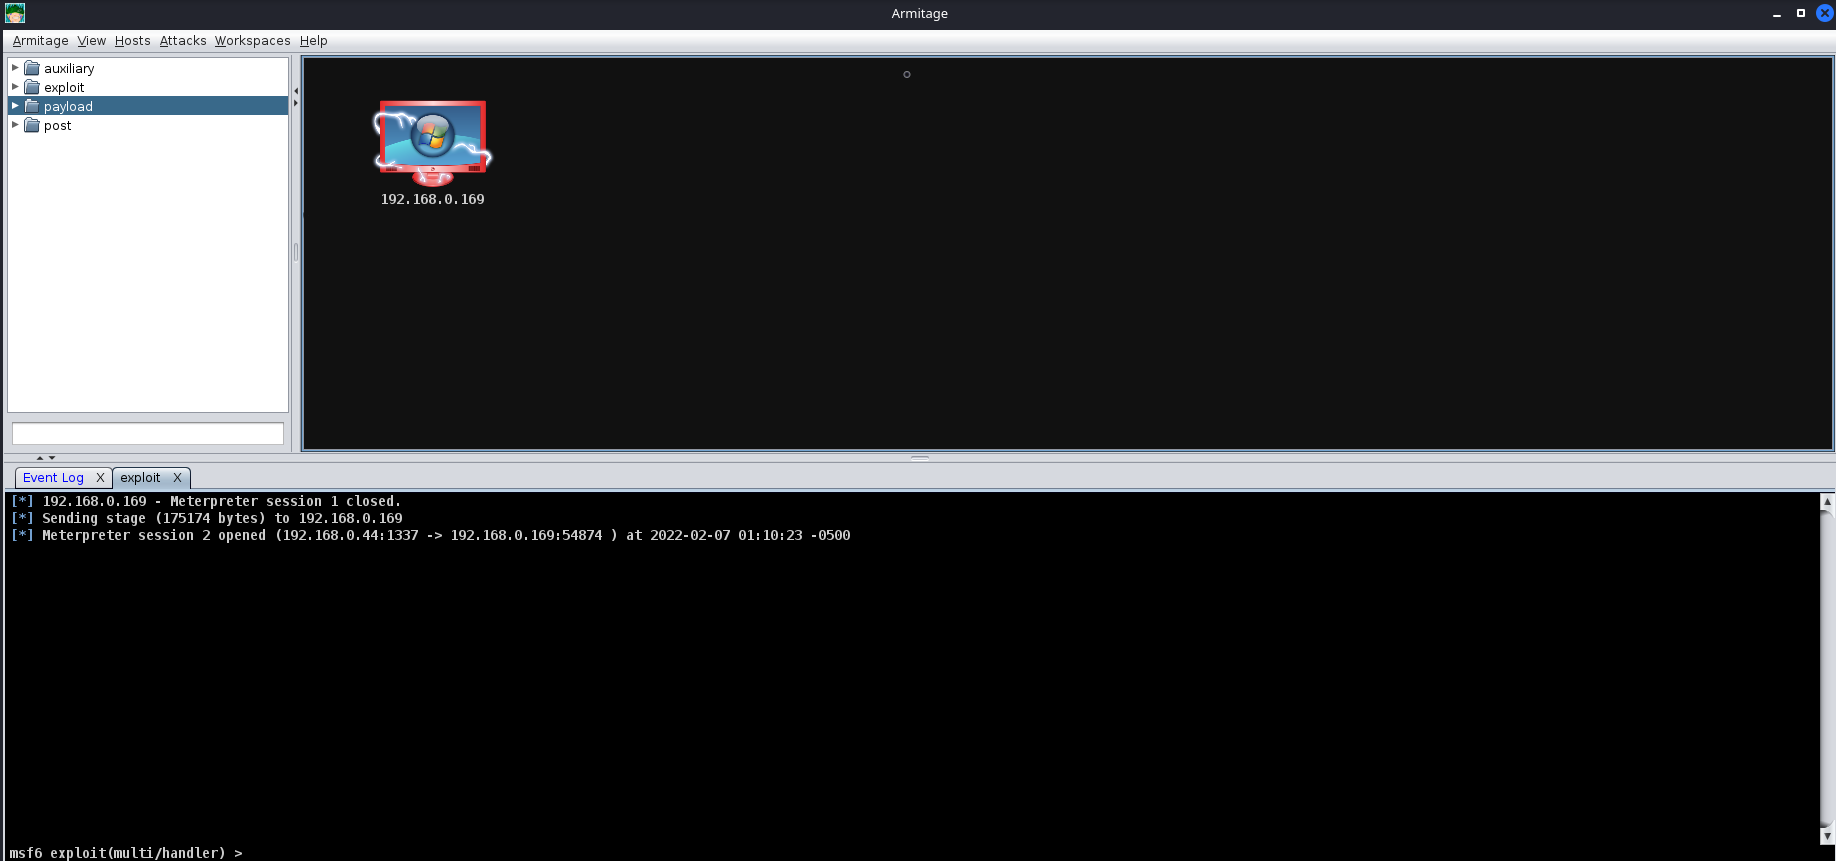 Armitage
Armitage View Hosts Attacks Workspaces Help
auxiliary
exploit
payload
post
192.168.0.169
Event Log X exploit X
[*] 192.168.0.169 - Meterpreter session 1 closed.
[*] Sending stage (175174 bytes) to 192.168.0.169
[*] Meterpreter session 2 opened (192.168.0.44:1337 -> 192.168.0.169:54874 ) at 2022-02-07 01:10:23 -0500
msf6 exploit(multi/handler) >